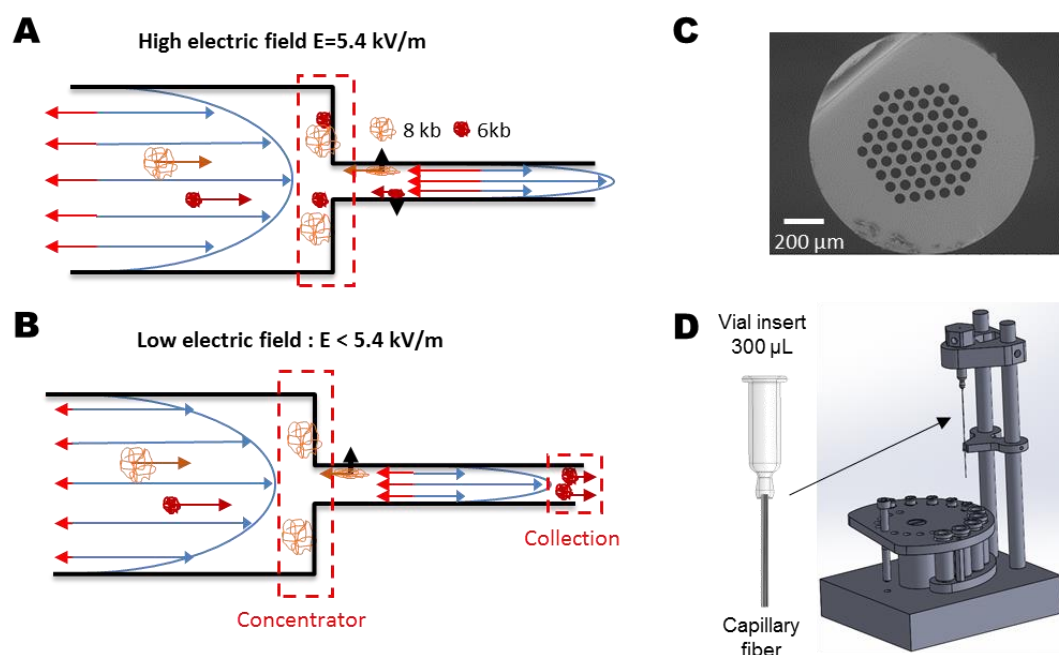 A
High electric field E=5.4 kV/m
8 kb
6kb
B
Low electric field : E < 5.4 kV/m
Collection
Concentrator
C
200 µm
D
Vial insert
300 µL
Capillary
fiber